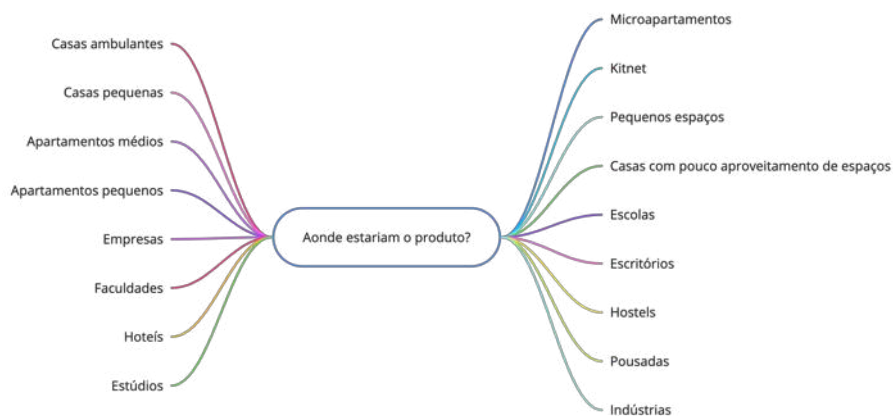 Casas ambulantes
Casas pequenas
Apartamentos médios
Apartamentos pequenos
Empresas
Faculdades
Hoteís
Estúdios
Aonde estariam o produto?
Microapartamentos
Kitnet
Pequenos espaços
Casas com pouco aproveitamento de espaços
Escolas
Escritórios
Hostels
Pousadas
Indústrias